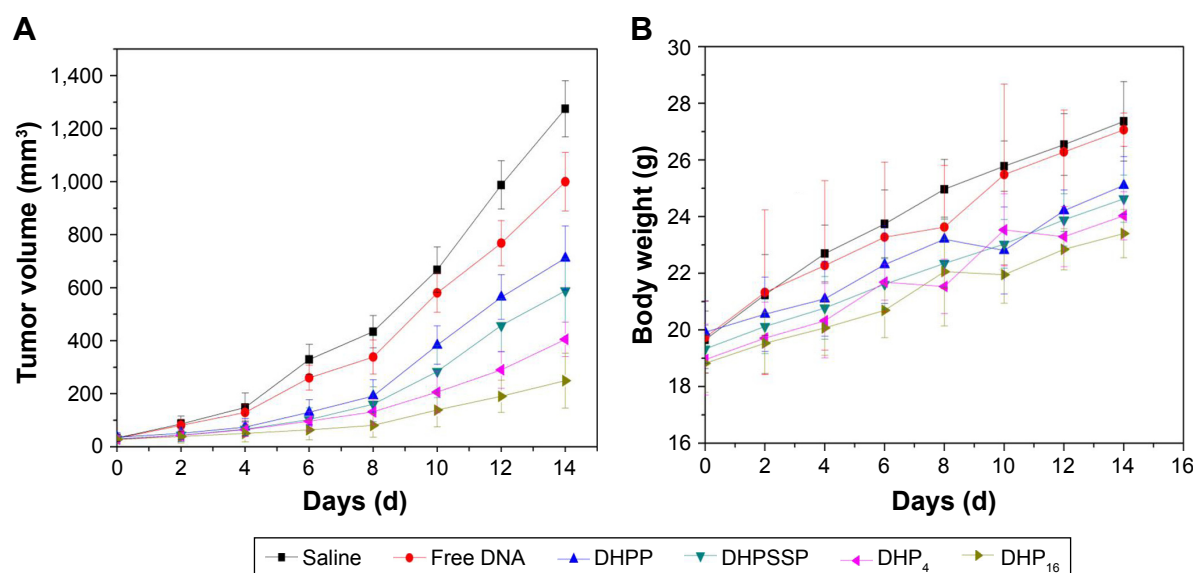 A
Tumor volume (mm³)
1,400
1,200
1,000
800
600
400
200
0
0 2 4 6 8 10 12 14
Days (d)
B
Body weight (g)
30
28
26
24
22
20
18
16
0 2 4 6 8 10 12 14 16
Days (d)
Saline Free DNA DHPP DHPSSP DHP₄ DHP₁₆